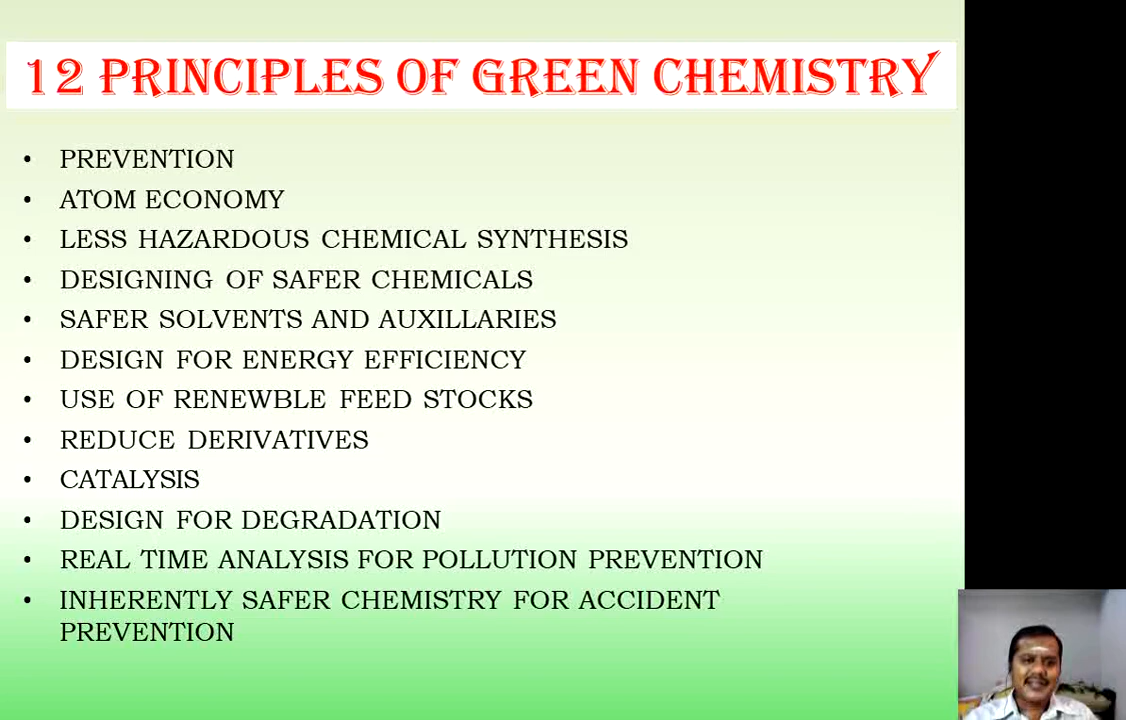 12 PRINCIPLES OF GREEN CHEMISTRY
• PREVENTION
• ATOM ECONOMY
• LESS HAZARDOUS CHEMICAL SYNTHESIS
• DESIGNING OF SAFER CHEMICALS
• SAFER SOLVENTS AND AUXILLARIES
• DESIGN FOR ENERGY EFFICIENCY
• USE OF RENEWBLE FEED STOCKS
• REDUCE DERIVATIVES
• CATALYSIS
• DESIGN FOR DEGRADATION
• REAL TIME ANALYSIS FOR POLLUTION PREVENTION
• INHERENTLY SAFER CHEMISTRY FOR ACCIDENT
PREVENTION